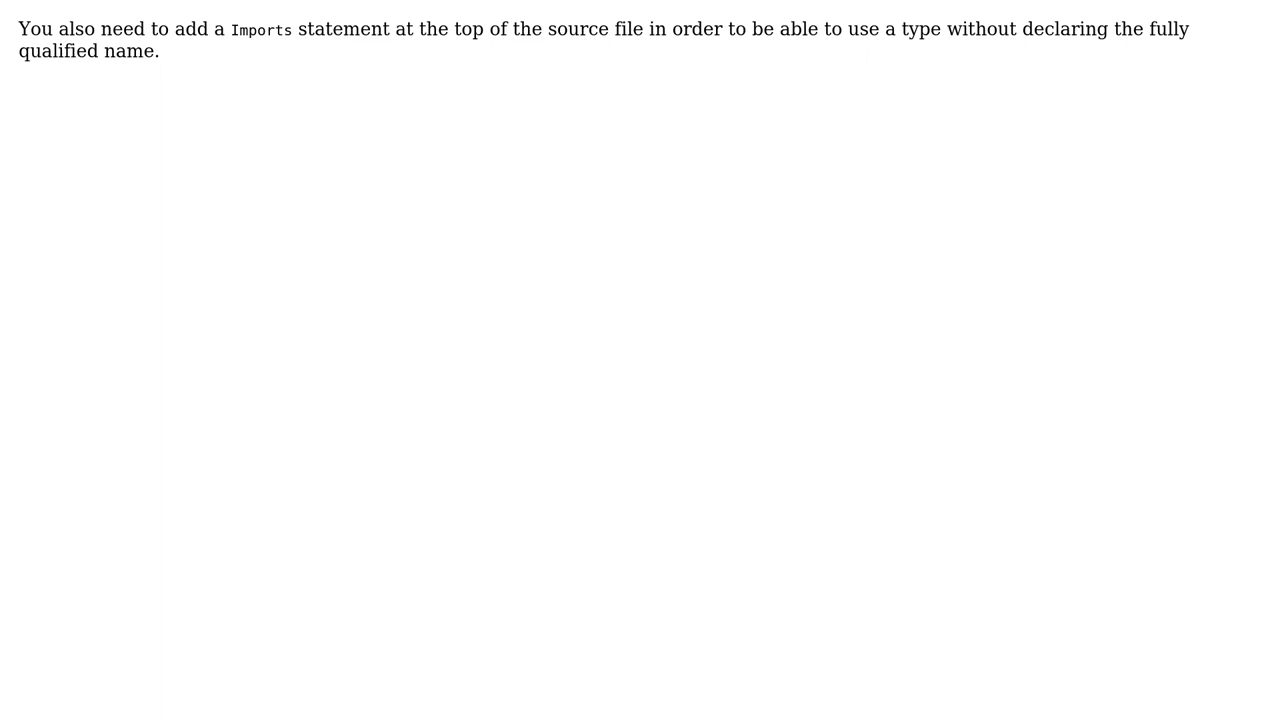 You also need to add a Imports statement at the top of the source file in order to be able to use a type without declaring the fully
qualified name.